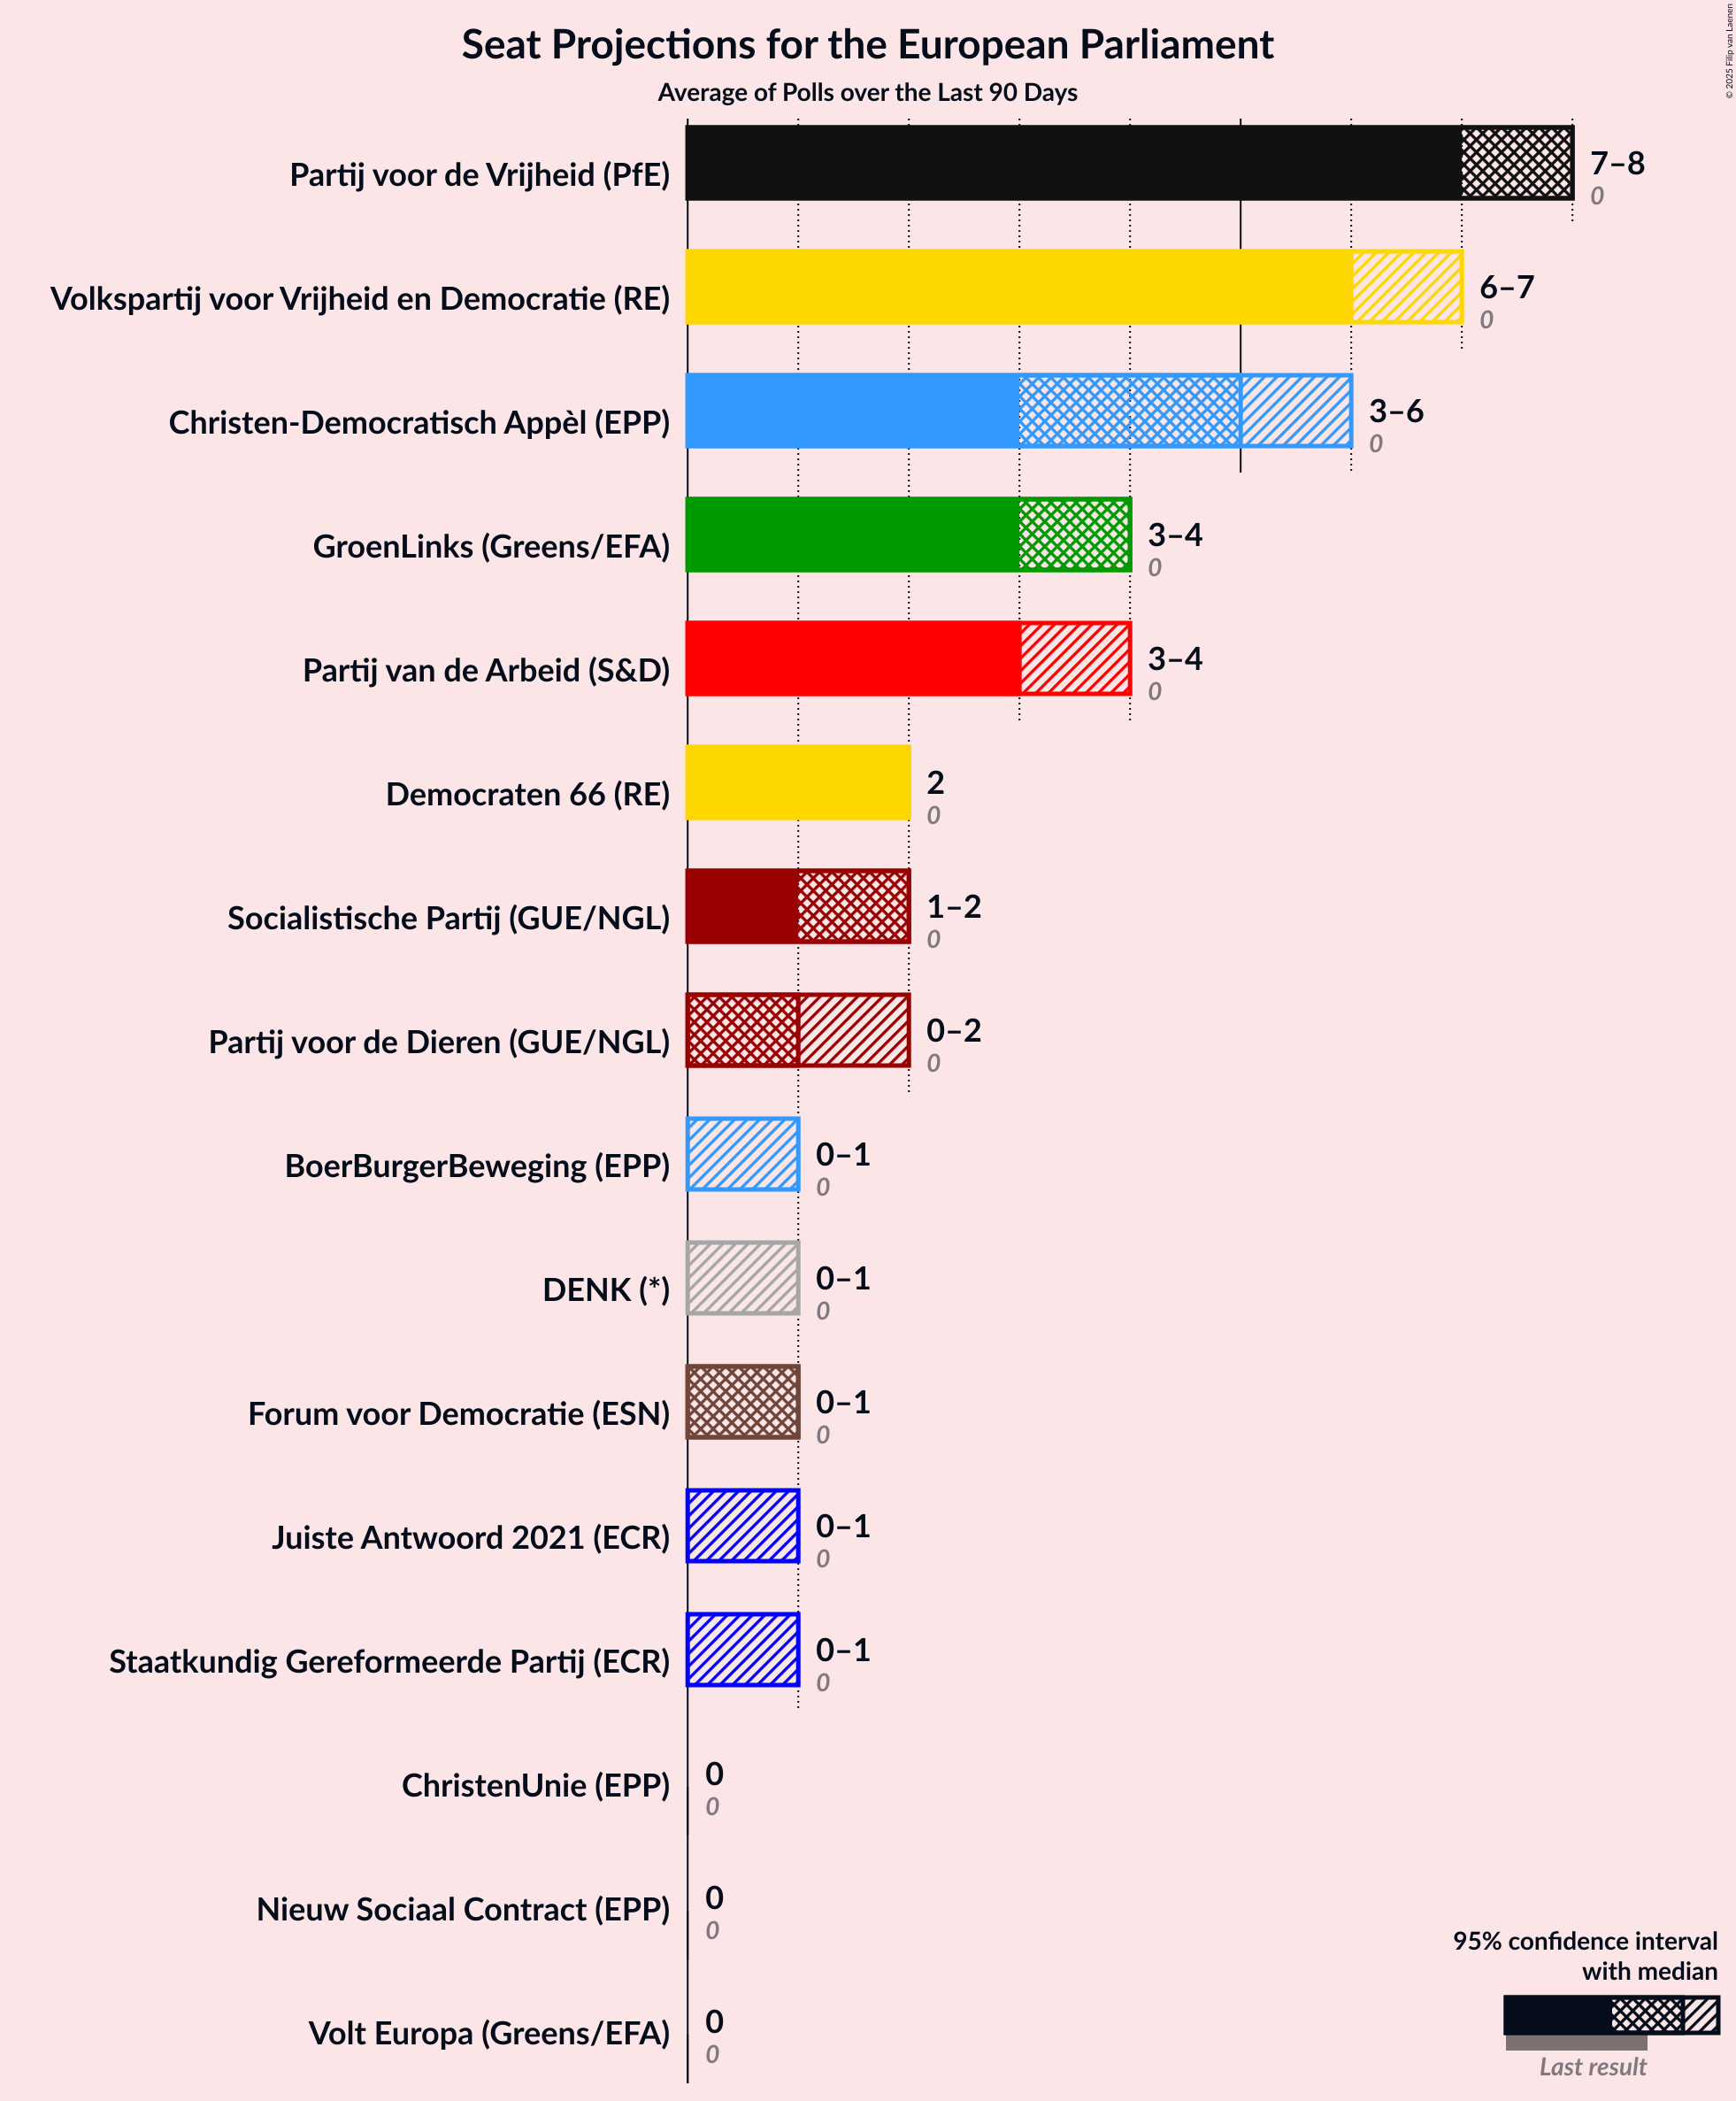 © 2025 Filip van Laenen
Seat Projections for the European Parliament
Average of Polls over the Last 90 Days
Partij voor de Vrijheid (PfE)
7–8
0
Volkspartij voor Vrijheid en Democratie (RE)
6–7
0
Christen-Democratisch Appèl (EPP)
3–6
0
GroenLinks (Greens/EFA)
3–4
0
Partij van de Arbeid (S&D)
3–4
0
Democraten 66 (RE)
2
0
Socialistische Partij (GUE/NGL)
1–2
0
Partij voor de Dieren (GUE/NGL)
0–2
0
BoerBurgerBeweging (EPP)
0–1
0
DENK (*)
0–1
0
Forum voor Democratie (ESN)
0–1
0
Juiste Antwoord 2021 (ECR)
0–1
0
Staatkundig Gereformeerde Partij (ECR)
0–1
0
ChristenUnie (EPP)
0
0
Nieuw Sociaal Contract (EPP)
0
0
Volt Europa (Greens/EFA)
0
0
95% confidence interval
with median
Last result